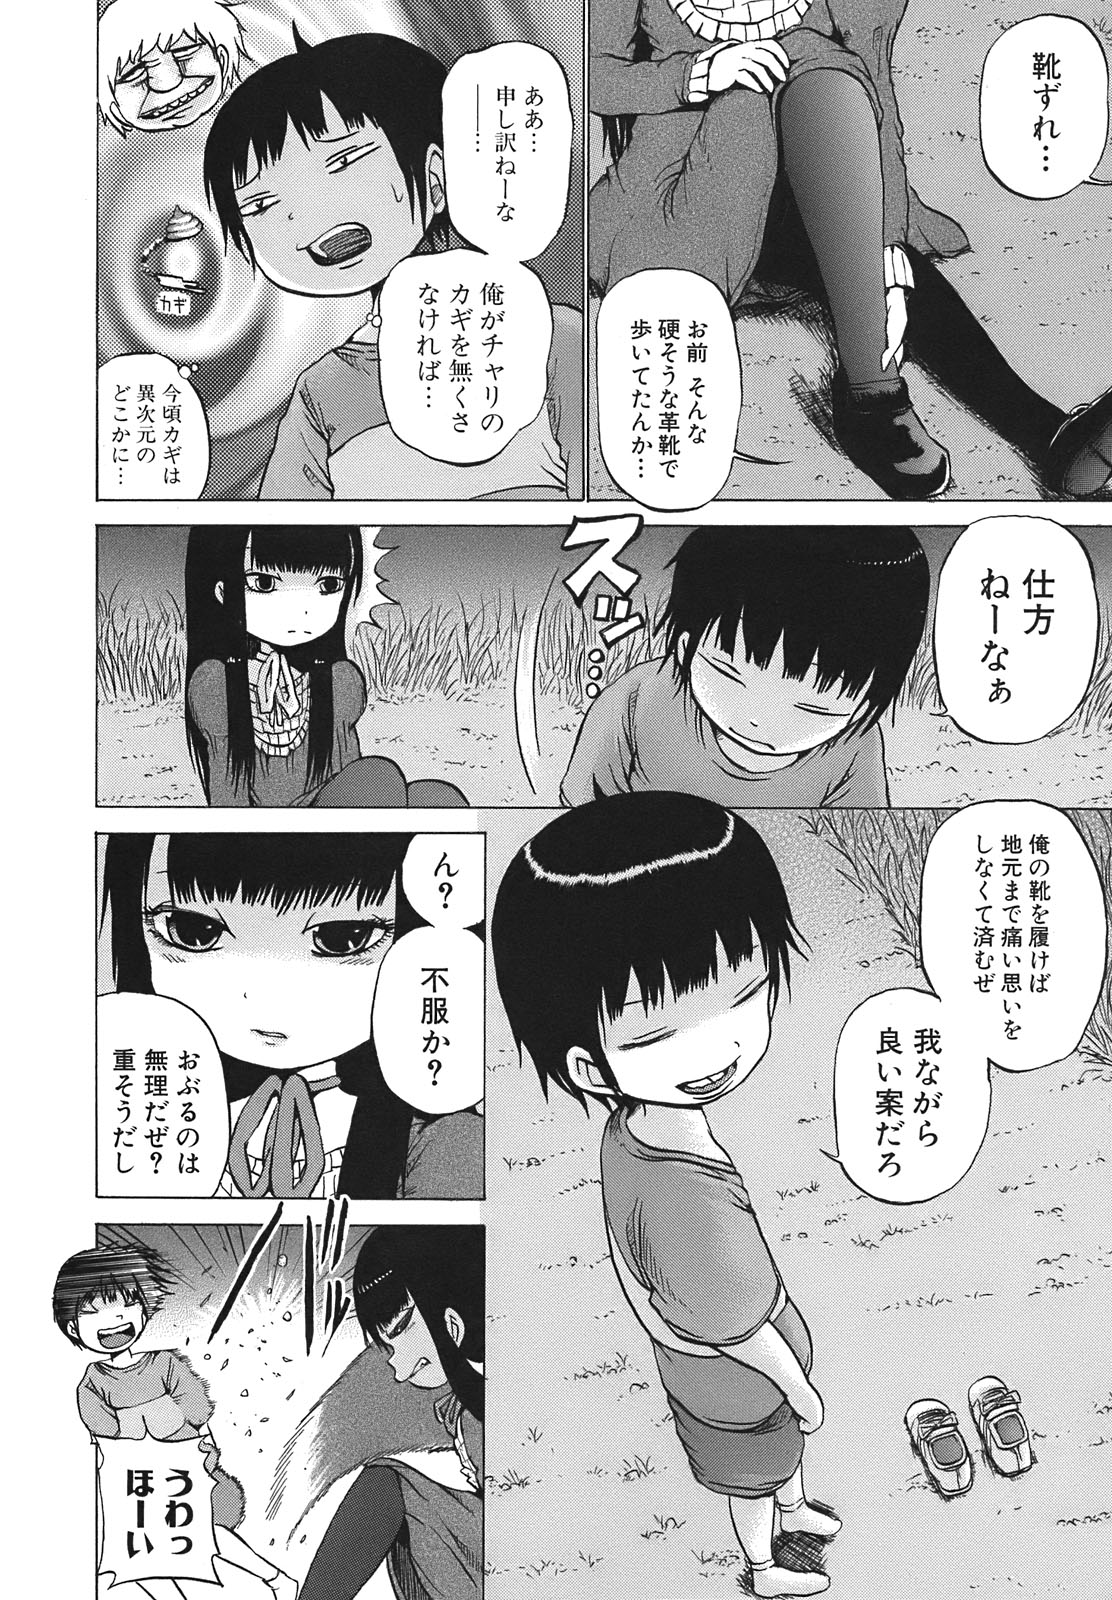 靴ずれ…
お前 そんな
硬そうな革靴で
歩いてたんか…
ああ…
申し訳ねーな
――…
俺がチャリの
カギを無くさ
なければ…
カギ
今頃カギは
異次元の
どこかに…
仕方
ねーなぁ
スッ…
俺の靴を履けば
地元まで痛い思いを
しなくて済むぜ
我ながら
良い案だろ
ん？
不服か？
おぶるのは
無理だぜ？
重そうだし
うわっ
ほーい